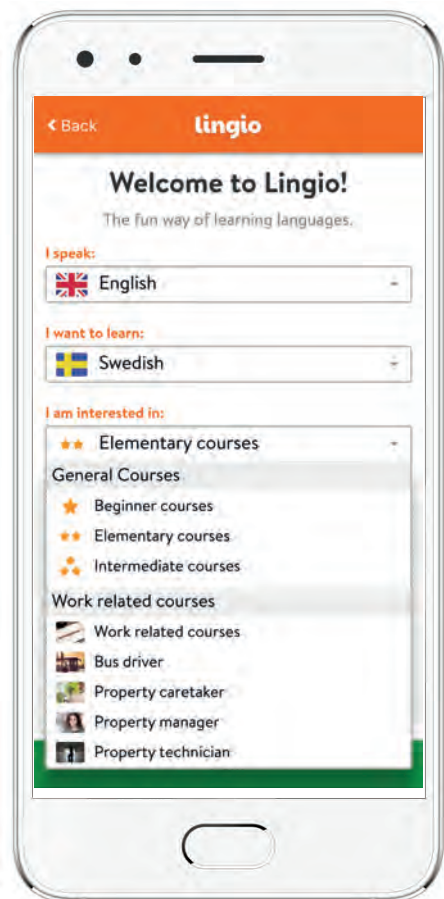 Back
lingio
Welcome to Lingio!
The fun way of learning languages.
I speak:
English
I want to learn:
Swedish
I am interested in:
Elementary courses
General Courses
Beginner courses
Elementary courses
Intermediate courses
Work related courses
Work related courses
Bus driver
Property caretaker
Property manager
Property technician